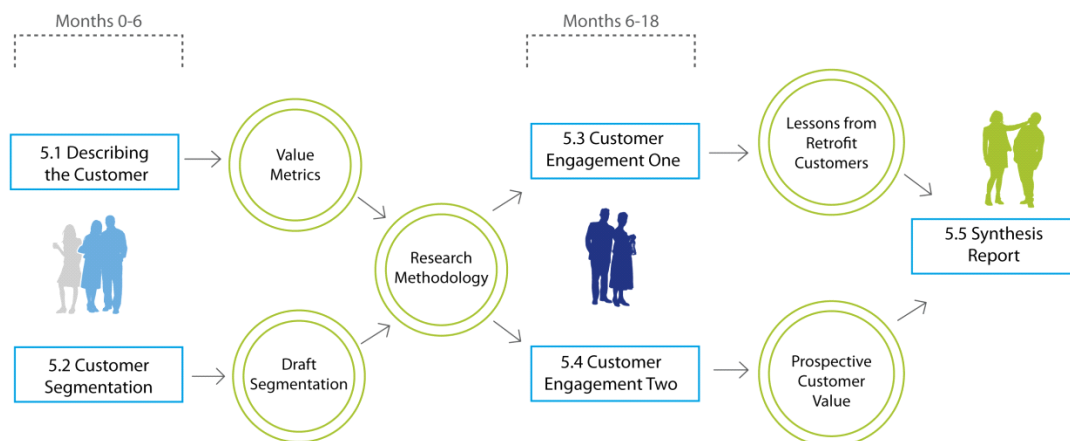 Months 0-6
Months 6-18
5.1 Describing
the Customer
Value
Metrics
5.2 Customer
Segmentation
Draft
Segmentation
Research
Methodology
5.3 Customer
Engagement One
Lessons from
Retrofit
Customers
5.4 Customer
Engagement Two
Prospective
Customer
Value
5.5 Synthesis
Report